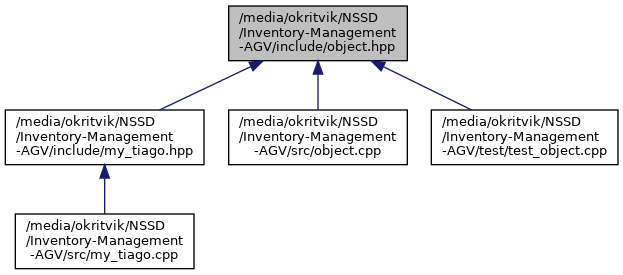 /media/okritvik/NSSD
/Inventory-Management
-AGV/include/object.hpp
/media/okritvik/NSSD
/Inventory-Management
-AGV/include/my_tiago.hpp
/media/okritvik/NSSD
/Inventory-Management
-AGV/src/object.cpp
/media/okritvik/NSSD
/Inventory-Management
-AGV/test/test_object.cpp
/media/okritvik/NSSD
/Inventory-Management
-AGV/src/my_tiago.cpp